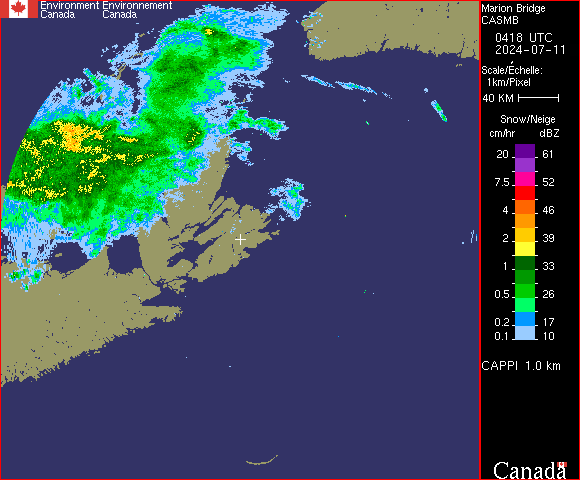 Environment Environnement
Canada Canada
Marion Bridge
CASMB
0418 UTC
2024-07-11
Scale/Échelle:
1km/Pixel
40 KM
Snow/Neige
cm/hr dBZ
20 61
7.5 52
4 46
2 39
1 33
0.5 26
0.2 17
0.1 10
CAPPI 1.0 km
Canada